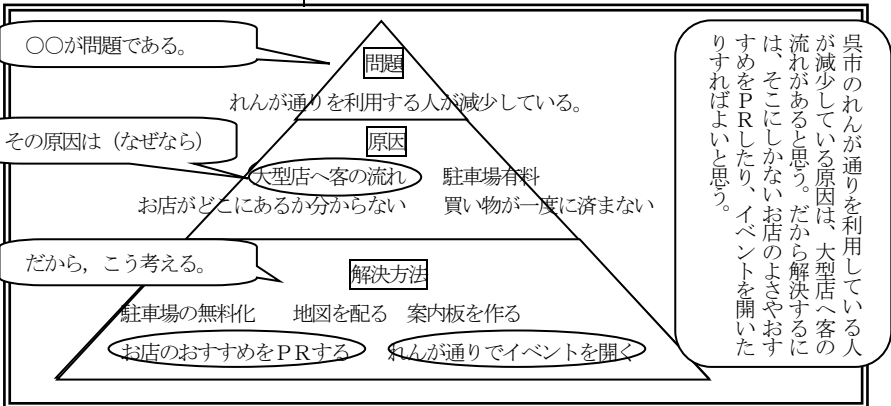 〇〇が問題である。
問題
れんが通りを利用する人が減少している。
その原因は（なぜなら）
原因
大型店へ客の流れ　駐車場有料
お店がどこにあるか分からない　買い物が一度に済まない
だから，こう考える。
解決方法
駐車場の無料化　地図を配る　案内板を作る
お店のおすすめをＰＲする　れんが通りでイベントを開く
呉市のれんが通りを利用している人
が減少している原因は、大型店へ客の
流れがあると思う。だから解決するに
は、そこにしかないお店のよさやおす
すめをＰＲしたり、イベントを開いた
りすればよいと思う。